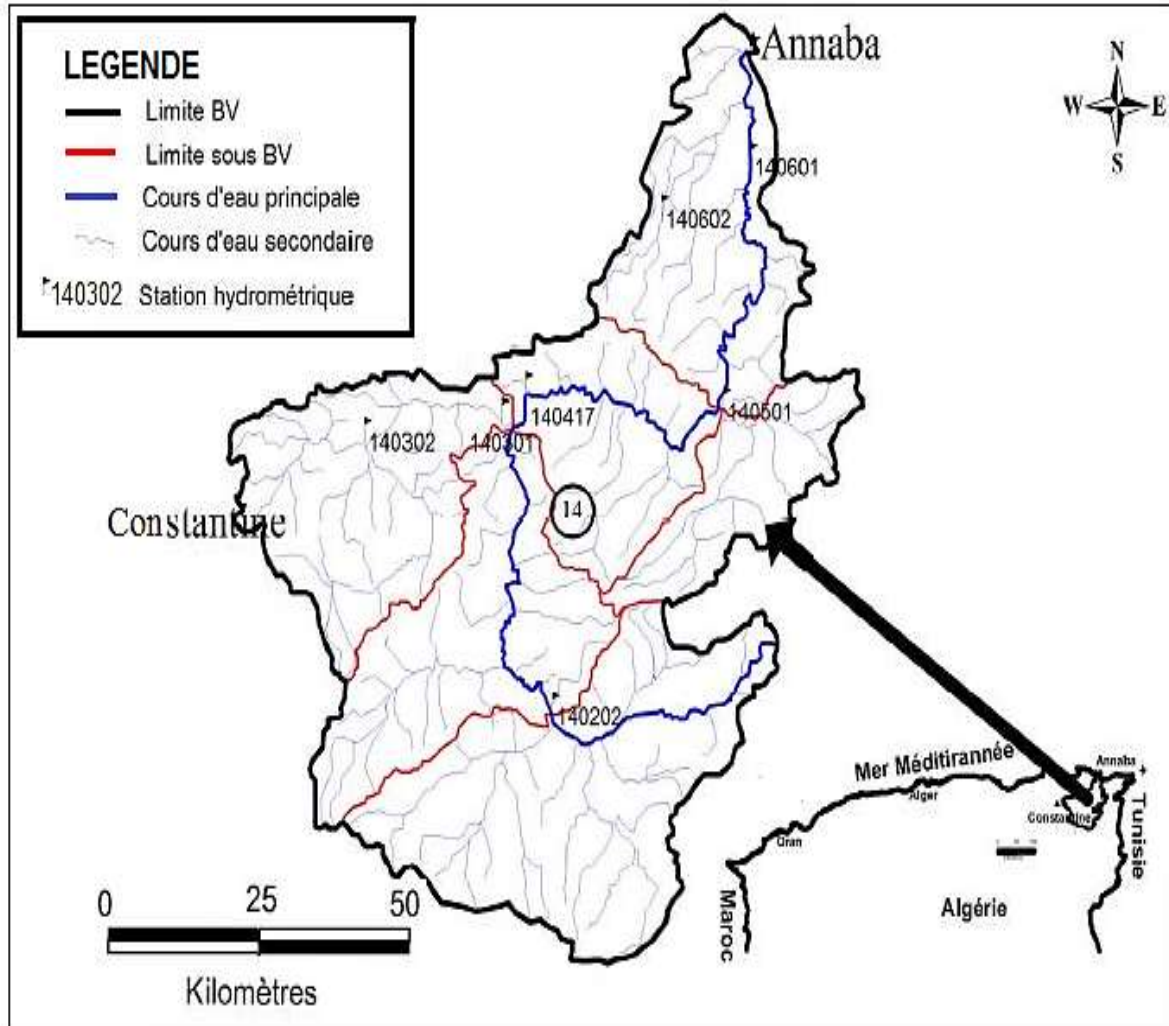 LEGENDE
Limite BV
Limite sous BV
Cours d'eau principale
Cours d'eau secondaire
140302 Station hydrométrique
Annaba
N
W E
S
140601
140602
140417
140501
140302
140301
Constantine
14
140202
0 25 50
Kilomètres
Mer Méditirannée
Annaba
Alger
Constantine
Oran
Tunisie
Maroc
Algérie